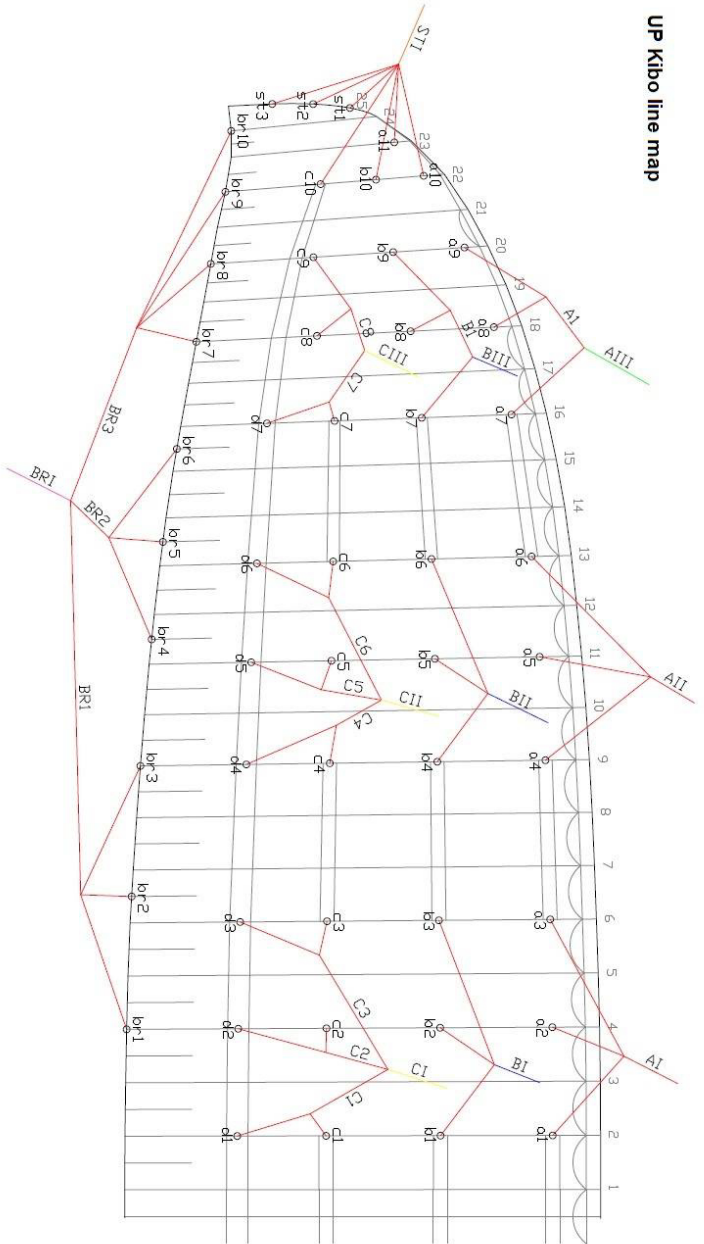 UP Kibo line map
STI
AIII
AII
AI
A1
25 24 23 22 21 20 19 18 17 16 15 14 13 12 11 10 9 8 7 6 5 4 3 2 1
a11 a10 a9 a8 a7 a6 a5 a4 a3 a2 a1
BIII BII BI
B1
b10 b9 b8 b7 b6 b5 b4 b3 b2 b1
CIII CII CI
C8 C7 C6 C5 C4 C3 C2 C1
c10 c9 c8 c7 c6 c5 c4 c3 c2 c1
st1
st2
st3
d7 d6 d5 d4 d3 d2 d1
br10 br9 br8 br7 br6 br5 br4 br3 br2 br1
BR3 BR2 BR1
BRI